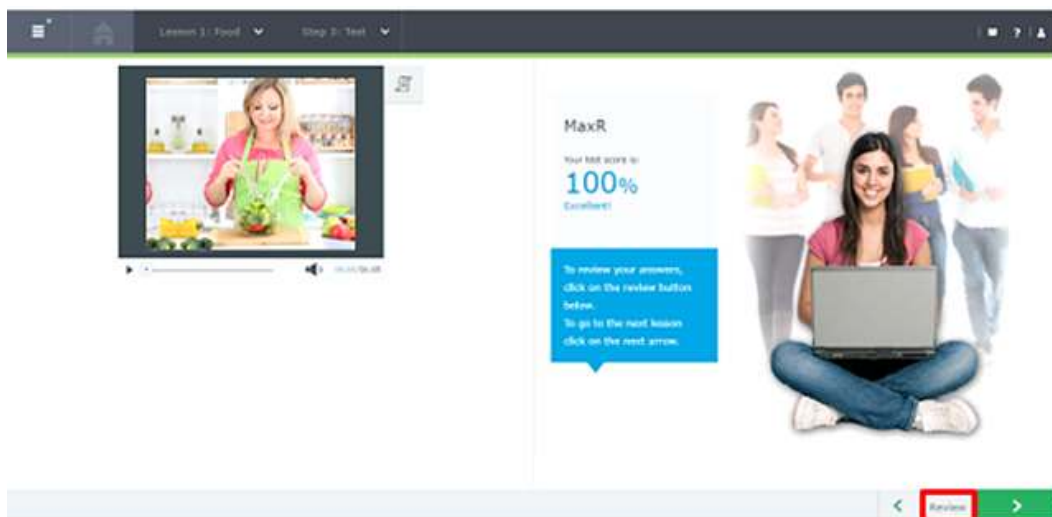 Lesson 1: Food
Step 3: Test
?
MaxR
Your test score is:
100%
Excellent!
To review your answers,
click on the review button
below.
To go to the next lesson
click on the next arrow.
Review